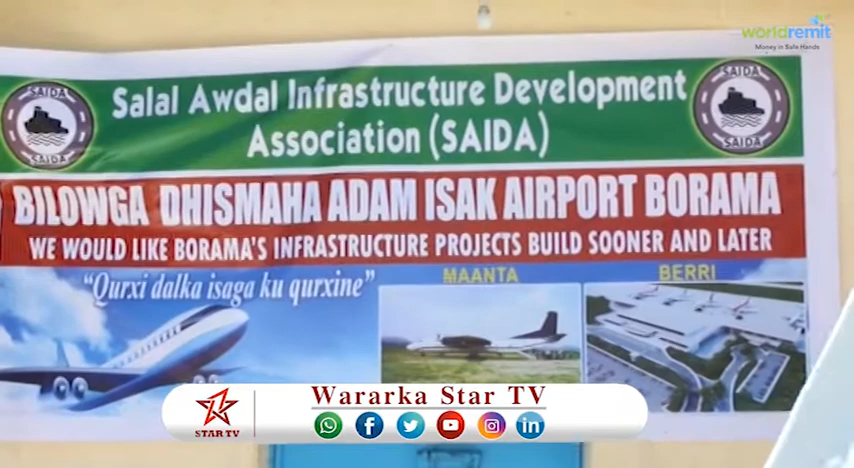 worldremit
Money in Safe Hands
Salal Awdal Infrastructure Development
Association (SAIDA)
SAIDA
SAIDA
SAIDA
SAIDA
BILOWGA DHISMAHA ADAM ISAK AIRPORT BORAMA
WE WOULD LIKE BORAMA'S INFRASTRUCTURE PROJECTS BUILD SOONER AND LATER
"Qurxi dalka isaga ku qurxine"
MAANTA
BERRI
STAR TV
Wararka Star TV